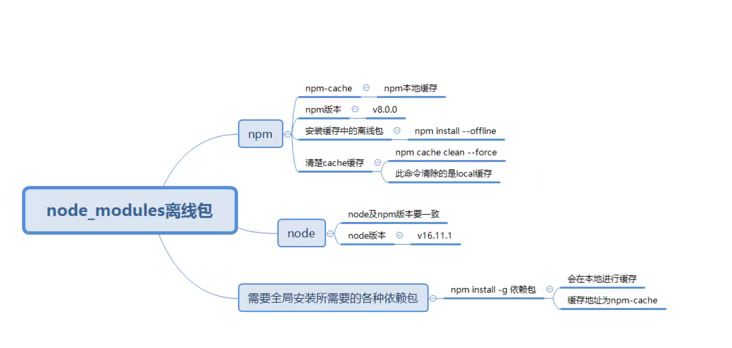 node_modules离线包
npm
npm-cache
npm本地缓存
npm版本
v8.0.0
安装缓存中的离线包
npm install --offline
清楚cache缓存
npm cache clean --force
此命令清除的是local缓存
node
node及npm版本要一致
node版本
v16.11.1
需要全局安装所需要的各种依赖包
npm install -g 依赖包
会在本地进行缓存
缓存地址为npm-cache